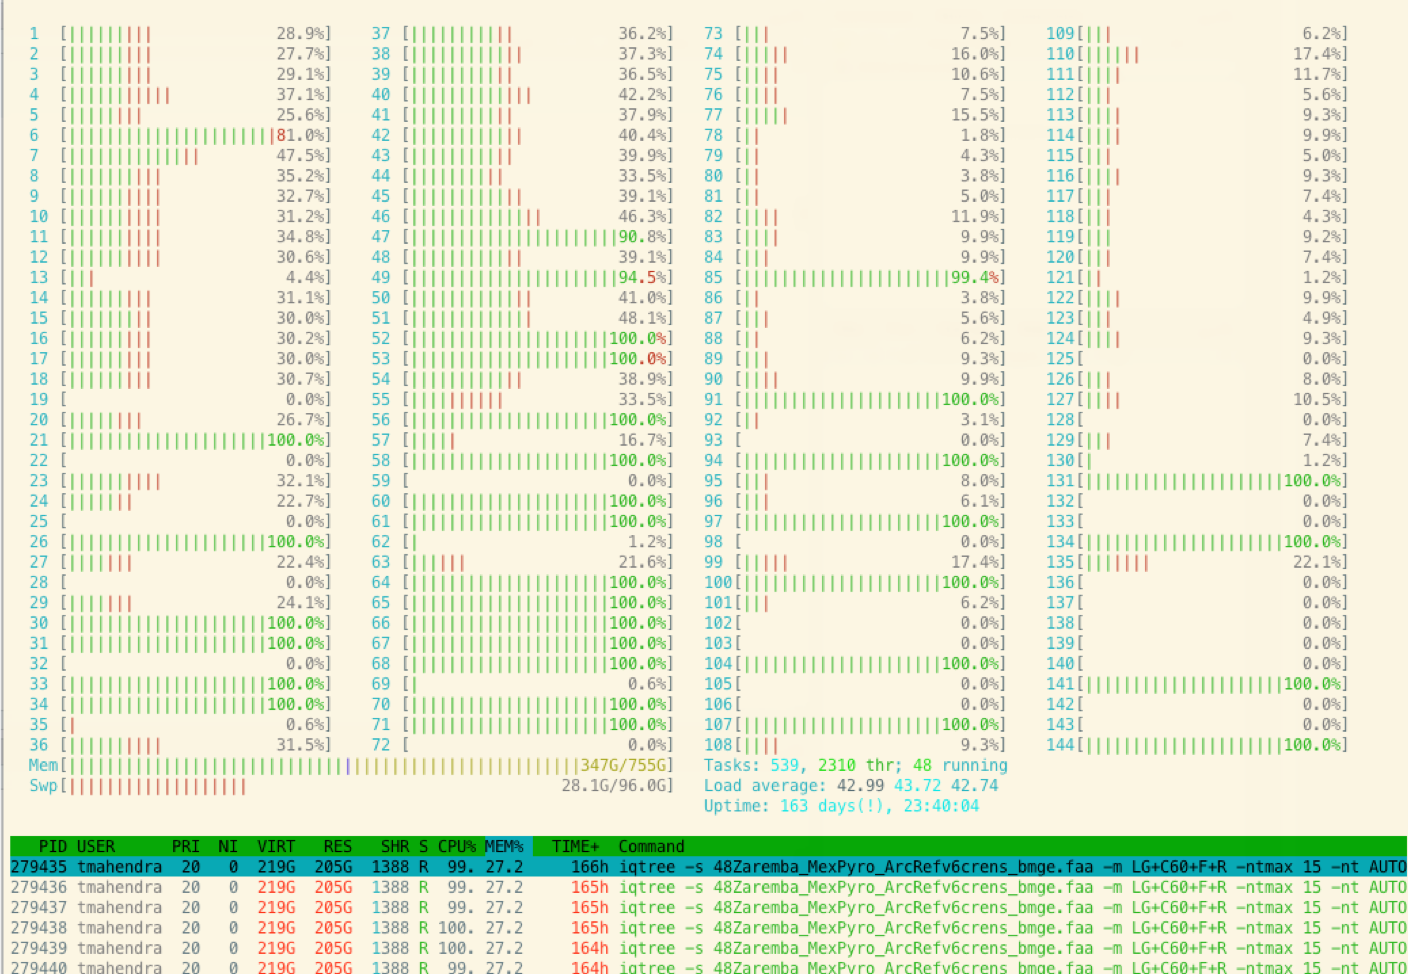 1 [ 28.9%] 37 [ 36.2%] 73 [ 7.5%] 109[ 6.2%]
2 [ 27.7%] 38 [ 37.3%] 74 [ 16.0%] 110[ 17.4%]
3 [ 29.1%] 39 [ 36.5%] 75 [ 10.6%] 111[ 11.7%]
4 [ 37.1%] 40 [ 42.2%] 76 [ 7.5%] 112[ 5.6%]
5 [ 25.6%] 41 [ 37.9%] 77 [ 15.5%] 113[ 9.3%]
6 [ 81.0%] 42 [ 40.4%] 78 [ 1.8%] 114[ 9.9%]
7 [ 47.5%] 43 [ 39.9%] 79 [ 4.3%] 115[ 5.0%]
8 [ 35.2%] 44 [ 33.5%] 80 [ 3.8%] 116[ 9.3%]
9 [ 32.7%] 45 [ 39.1%] 81 [ 5.0%] 117[ 7.4%]
10 [ 31.2%] 46 [ 46.3%] 82 [ 11.9%] 118[ 4.3%]
11 [ 34.8%] 47 [ 90.8%] 83 [ 9.9%] 119[ 9.2%]
12 [ 30.6%] 48 [ 39.1%] 84 [ 9.9%] 120[ 7.4%]
13 [ 4.4%] 49 [ 94.5%] 85 [ 99.4%] 121[ 1.2%]
14 [ 31.1%] 50 [ 41.0%] 86 [ 3.8%] 122[ 9.9%]
15 [ 30.0%] 51 [ 48.1%] 87 [ 5.6%] 123[ 4.9%]
16 [ 30.2%] 52 [ 100.0%] 88 [ 6.2%] 124[ 9.3%]
17 [ 30.0%] 53 [ 100.0%] 89 [ 9.3%] 125[ 0.0%]
18 [ 30.7%] 54 [ 38.9%] 90 [ 9.9%] 126[ 8.0%]
19 [ 0.0%] 55 [ 33.5%] 91 [ 100.0%] 127[ 10.5%]
20 [ 26.7%] 56 [ 100.0%] 92 [ 3.1%] 128[ 0.0%]
21 [ 100.0%] 57 [ 16.7%] 93 [ 0.0%] 129[ 7.4%]
22 [ 0.0%] 58 [ 100.0%] 94 [ 100.0%] 130[ 1.2%]
23 [ 32.1%] 59 [ 0.0%] 95 [ 8.0%] 131[ 100.0%]
24 [ 22.7%] 60 [ 100.0%] 96 [ 6.1%] 132[ 0.0%]
25 [ 0.0%] 61 [ 100.0%] 97 [ 100.0%] 133[ 0.0%]
26 [ 100.0%] 62 [ 1.2%] 98 [ 0.0%] 134[ 100.0%]
27 [ 22.4%] 63 [ 21.6%] 99 [ 17.4%] 135[ 22.1%]
28 [ 0.0%] 64 [ 100.0%] 100[ 100.0%] 136[ 0.0%]
29 [ 24.1%] 65 [ 100.0%] 101[ 6.2%] 137[ 0.0%]
30 [ 100.0%] 66 [ 100.0%] 102[ 0.0%] 138[ 0.0%]
31 [ 100.0%] 67 [ 100.0%] 103[ 0.0%] 139[ 0.0%]
32 [ 0.0%] 68 [ 100.0%] 104[ 100.0%] 140[ 0.0%]
33 [ 100.0%] 69 [ 0.6%] 105[ 0.0%] 141[ 100.0%]
34 [ 100.0%] 70 [ 100.0%] 106[ 0.0%] 142[ 0.0%]
35 [ 0.6%] 71 [ 100.0%] 107[ 100.0%] 143[ 0.0%]
36 [ 31.5%] 72 [ 0.0%] 108[ 9.3%] 144[ 100.0%]
Mem[ 347G/755G] Tasks: 539, 2310 thr; 48 running
Swp[ 28.1G/96.0G] Load average: 42.99 43.72 42.74
Uptime: 163 days(!), 23:40:04
PID USER PRI NI VIRT RES SHR S CPU% MEM% TIME+ Command
279435 tmahendra 20 0 219G 205G 1388 R 99. 27.2 166h iqtree -s 48Zaremba_MexPyro_ArcRefv6crens_bmge.faa -m LG+C60+F+R -ntmax 15 -nt AUTO
279436 tmahendra 20 0 219G 205G 1388 R 99. 27.2 165h iqtree -s 48Zaremba_MexPyro_ArcRefv6crens_bmge.faa -m LG+C60+F+R -ntmax 15 -nt AUTO
279437 tmahendra 20 0 219G 205G 1388 R 99. 27.2 165h iqtree -s 48Zaremba_MexPyro_ArcRefv6crens_bmge.faa -m LG+C60+F+R -ntmax 15 -nt AUTO
279438 tmahendra 20 0 219G 205G 1388 R 100. 27.2 165h iqtree -s 48Zaremba_MexPyro_ArcRefv6crens_bmge.faa -m LG+C60+F+R -ntmax 15 -nt AUTO
279439 tmahendra 20 0 219G 205G 1388 R 100. 27.2 164h iqtree -s 48Zaremba_MexPyro_ArcRefv6crens_bmge.faa -m LG+C60+F+R -ntmax 15 -nt AUTO
279440 tmahendra 20 0 219G 205G 1388 R 99. 27.2 164h iqtree -s 48Zaremba_MexPyro_ArcRefv6crens_bmge.faa -m LG+C60+F+R -ntmax 15 -nt AUTO